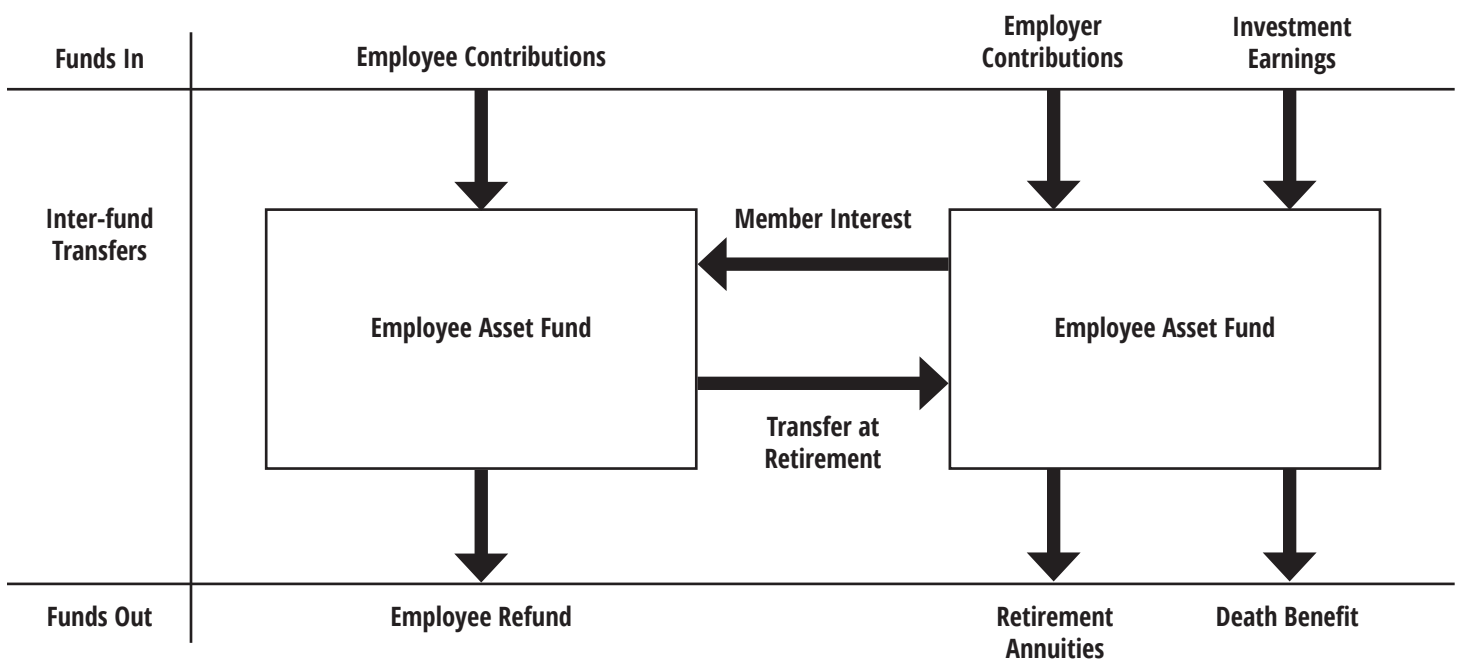 Funds In
Employee Contributions
Employer
Contributions
Investment
Earnings
Inter-fund
Transfers
Member Interest
Employee Asset Fund
Employee Asset Fund
Transfer at
Retirement
Funds Out
Employee Refund
Retirement
Annuities
Death Benefit